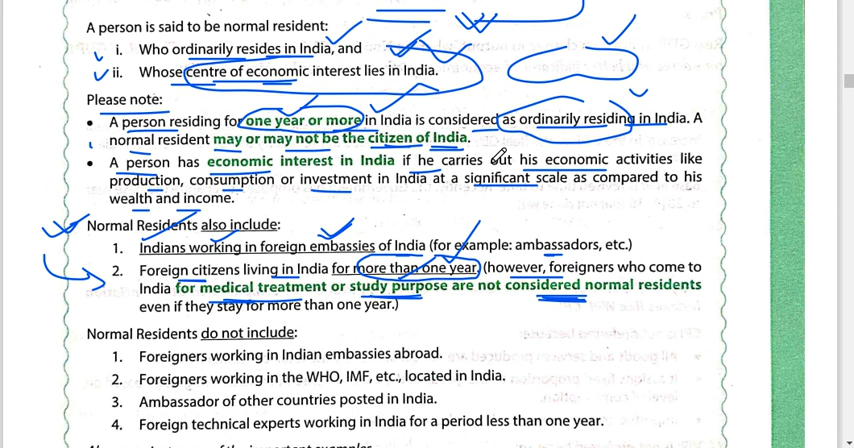 A person is said to be normal resident:
i. Who ordinarily resides in India, and
ii. Whose centre of economic interest lies in India.
Please note:
• A person residing for one year or more in India is considered as ordinarily residing in India. A
normal resident may or may not be the citizen of India.
• A person has economic interest in India if he carries out his economic activities like
production, consumption or investment in India at a significant scale as compared to his
wealth and income.
Normal Residents also include:
1. Indians working in foreign embassies of India (for example: ambassadors, etc.)
2. Foreign citizens living in India for more than one year. (however, foreigners who come to
India for medical treatment or study purpose are not considered normal residents
even if they stay for more than one year.)
Normal Residents do not include:
1. Foreigners working in Indian embassies abroad.
2. Foreigners working in the WHO, IMF, etc., located in India.
3. Ambassador of other countries posted in India.
4. Foreign technical experts working in India for a period less than one year.